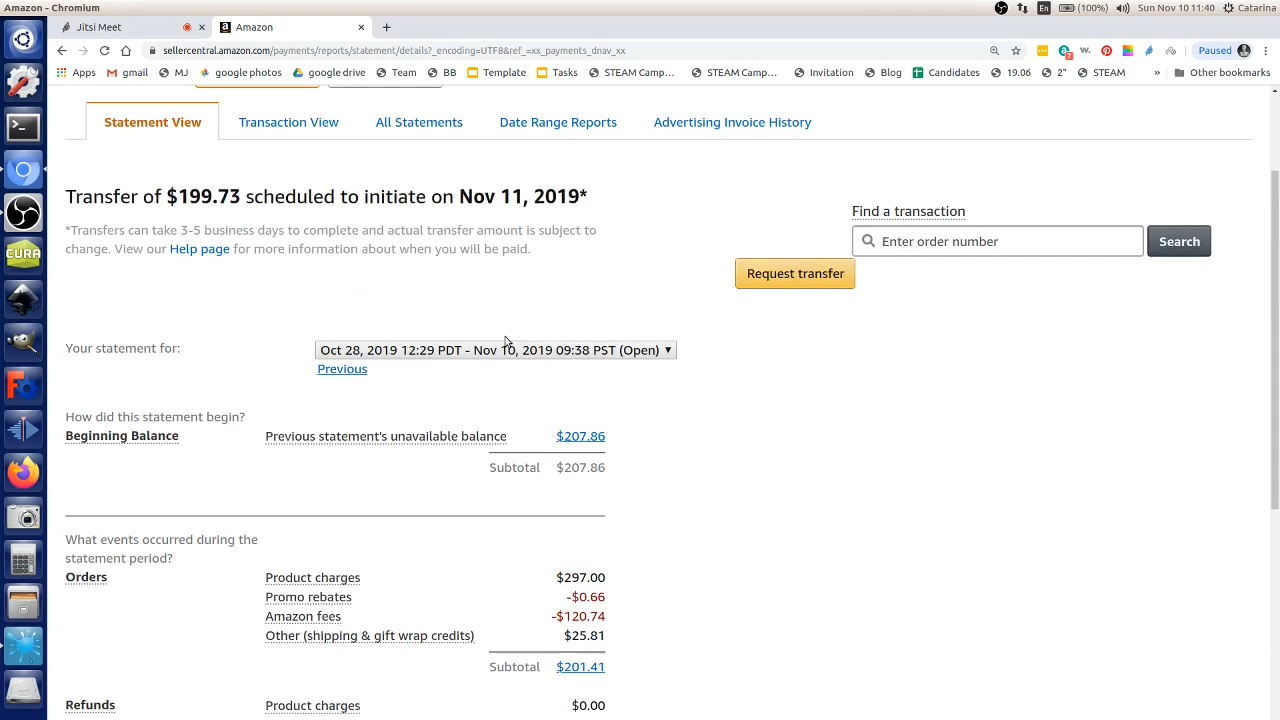 Amazon - Chromium
En
(100%)
Sun Nov 10 11:40
Catarina
Jitsi Meet
Amazon
sellercentral.amazon.com/payments/reports/statement/details?_encoding=UTF8&ref_=xx_payments_dnav_xx
Paused
Apps
gmail
MJ
google photos
google drive
Team
BB
Template
Tasks
STEAM Camp...
STEAM Camp...
Invitation
Blog
Candidates
19.06
2"
STEAM
»
Other bookmarks
Statement View
Transaction View
All Statements
Date Range Reports
Advertising Invoice History
Transfer of $199.73 scheduled to initiate on Nov 11, 2019*
*Transfers can take 3-5 business days to complete and actual transfer amount is subject to
change. View our Help page for more information about when you will be paid.
Find a transaction
Enter order number
Search
Request transfer
Your statement for:
Oct 28, 2019 12:29 PDT - Nov 10, 2019 09:38 PST (Open)
Previous
How did this statement begin?
Beginning Balance
Previous statement's unavailable balance
$207.86
Subtotal $207.86
What events occurred during the
statement period?
Orders
Product charges $297.00
Promo rebates -$0.66
Amazon fees -$120.74
Other (shipping & gift wrap credits) $25.81
Subtotal $201.41
Refunds
Product charges $0.00
CURA